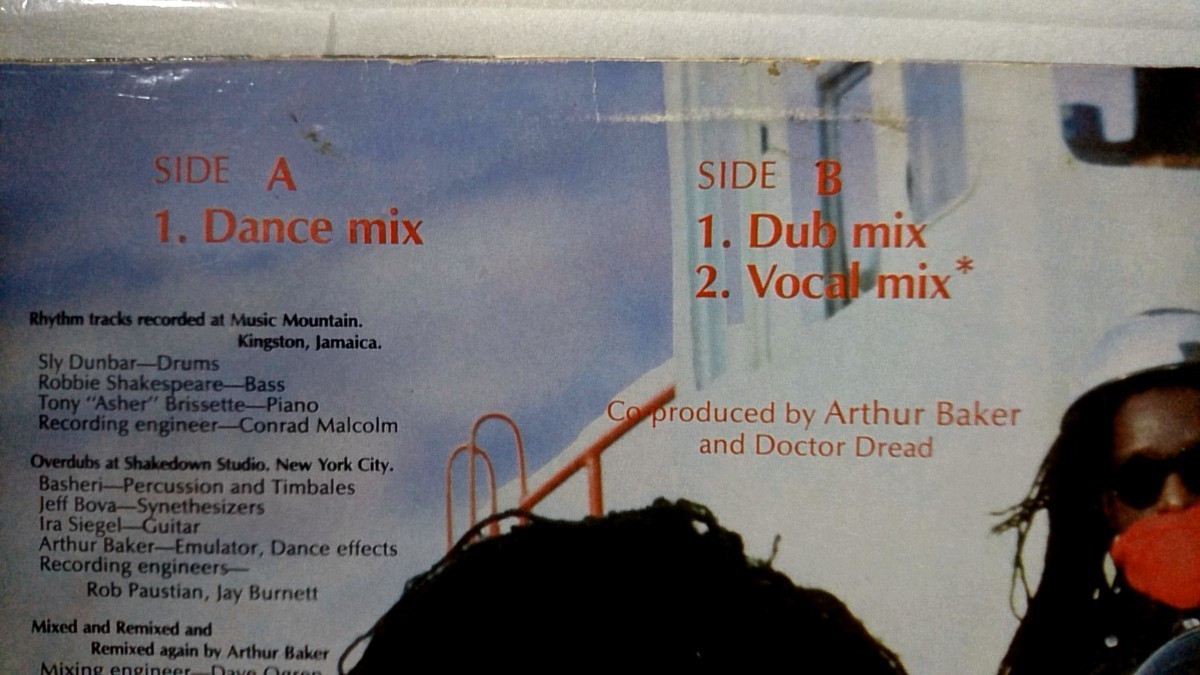 SIDE A
1. Dance mix
SIDE B
1. Dub mix
2. Vocal mix*
Rhythm tracks recorded at Music Mountain.
Kingston, Jamaica.
Sly Dunbar—Drums
Robbie Shakespeare—Bass
Tony "Asher" Brissette—Piano
Recording engineer—Conrad Malcolm
Overdubs at Shakedown Studio. New York City.
Basheri—Percussion and Timbales
Jeff Bova—Synethesizers
Ira Siegel—Guitar
Arthur Baker—Emulator, Dance effects
Recording engineers—
Rob Paustian, Jay Burnett
Mixed and Remixed and
Remixed again by Arthur Baker
Mixing engineer—Dave Ogren
Co-produced by Arthur Baker
and Doctor Dread